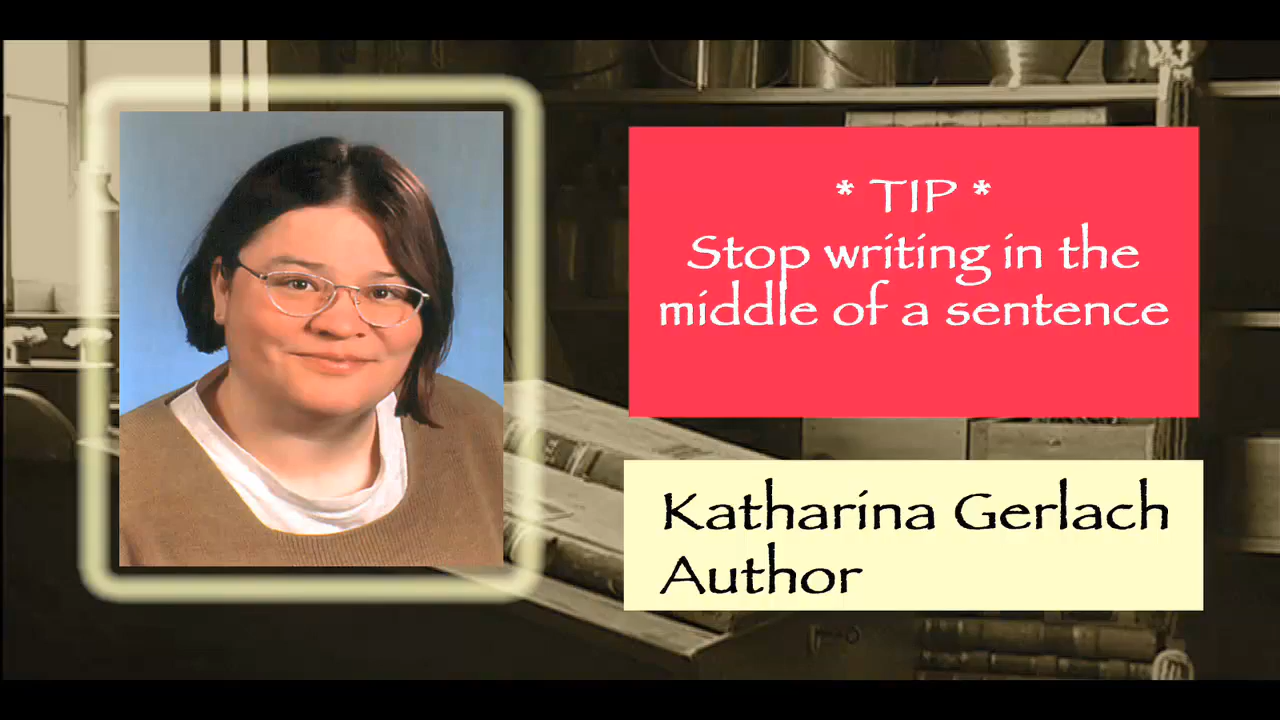 * TIP *
Stop writing in the
middle of a sentence
Katharina Gerlach
Author